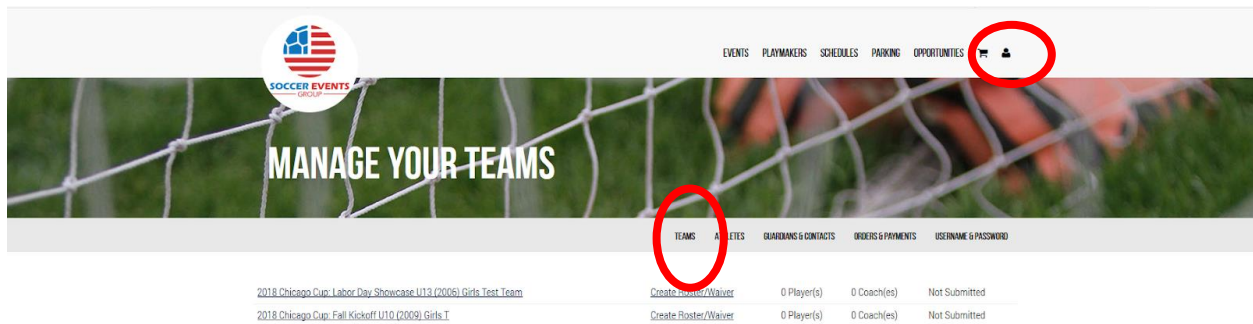 SOCCER EVENTS
GROUP
EVENTS PLAYMAKERS SCHEDULES PARKING OPPORTUNITIES
MANAGE YOUR TEAMS
TEAMS ATHLETES GUARDIANS & CONTACTS ORDERS & PAYMENTS USERNAME & PASSWORD
2018 Chicago Cup: Labor Day Showcase U13 (2006) Girls Test Team Create Roster/Waiver 0 Player(s) 0 Coach(es) Not Submitted
2018 Chicago Cup: Fall Kickoff U10 (2009) Girls T Create Roster/Waiver 0 Player(s) 0 Coach(es) Not Submitted